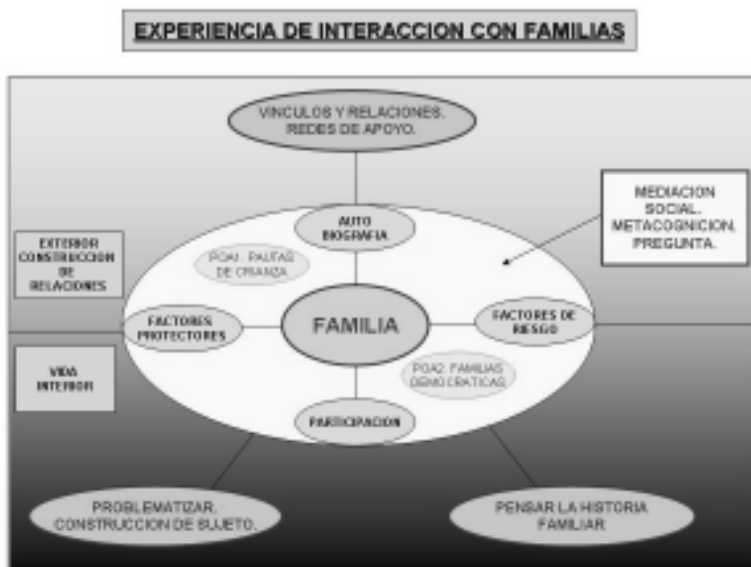 EXPERIENCIA DE INTERACCION CON FAMILIAS
VINCULOS Y RELACIONES.
REDES DE APOYO.
MEDIACION
SOCIAL.
METACOGNICION.
PREGUNTA.
AUTO
BIOGRAFIA
EXTERIOR
CONSTRUCCION
DE
RELACIONES
POA1. PAUTAS
DE CRIANZA
FACTORES
PROTECTORES
FAMILIA
FACTORES DE
RIESGO
VIDA
INTERIOR
POA2. FAMILIAS
DEMOCRATICAS
PARTICIPACION
PROBLEMATIZAR.
CONSTRUCCION DE SUJETO.
PENSAR LA HISTORIA
FAMILIAR